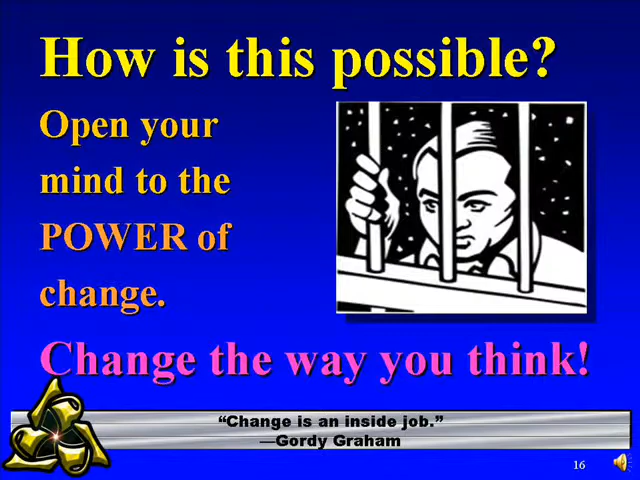 How is this possible?
Open your
mind to the
POWER of
change.
Change the way you think!
“Change is an inside job.”
—Gordy Graham
16